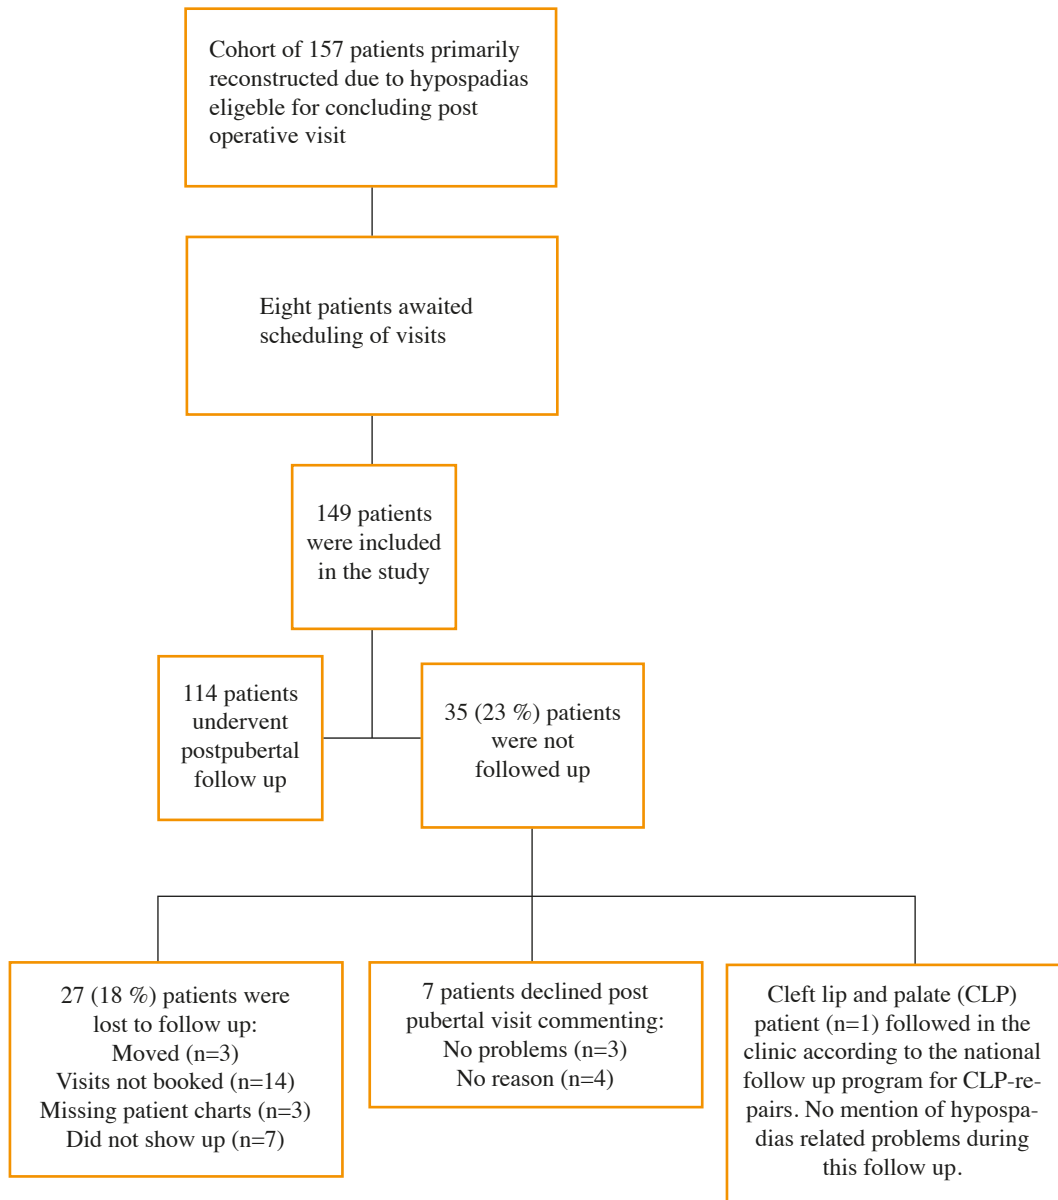 Cohort of 157 patients primarily
reconstructed due to hypospadias
eligeble for concluding post
operative visit
Eight patients awaited
scheduling of visits
149 patients
were included
in the study
114 patients
undervent
postpubertal
follow up
35 (23 %) patients
were not
followed up
27 (18 %) patients were
lost to follow up:
Moved (n=3)
Visits not booked (n=14)
Missing patient charts (n=3)
Did not show up (n=7)
7 patients declined post
pubertal visit commenting:
No problems (n=3)
No reason (n=4)
Cleft lip and palate (CLP)
patient (n=1) followed in the
clinic according to the national
follow up program for CLP-re-
pairs. No mention of hypospa-
dias related problems during
this follow up.